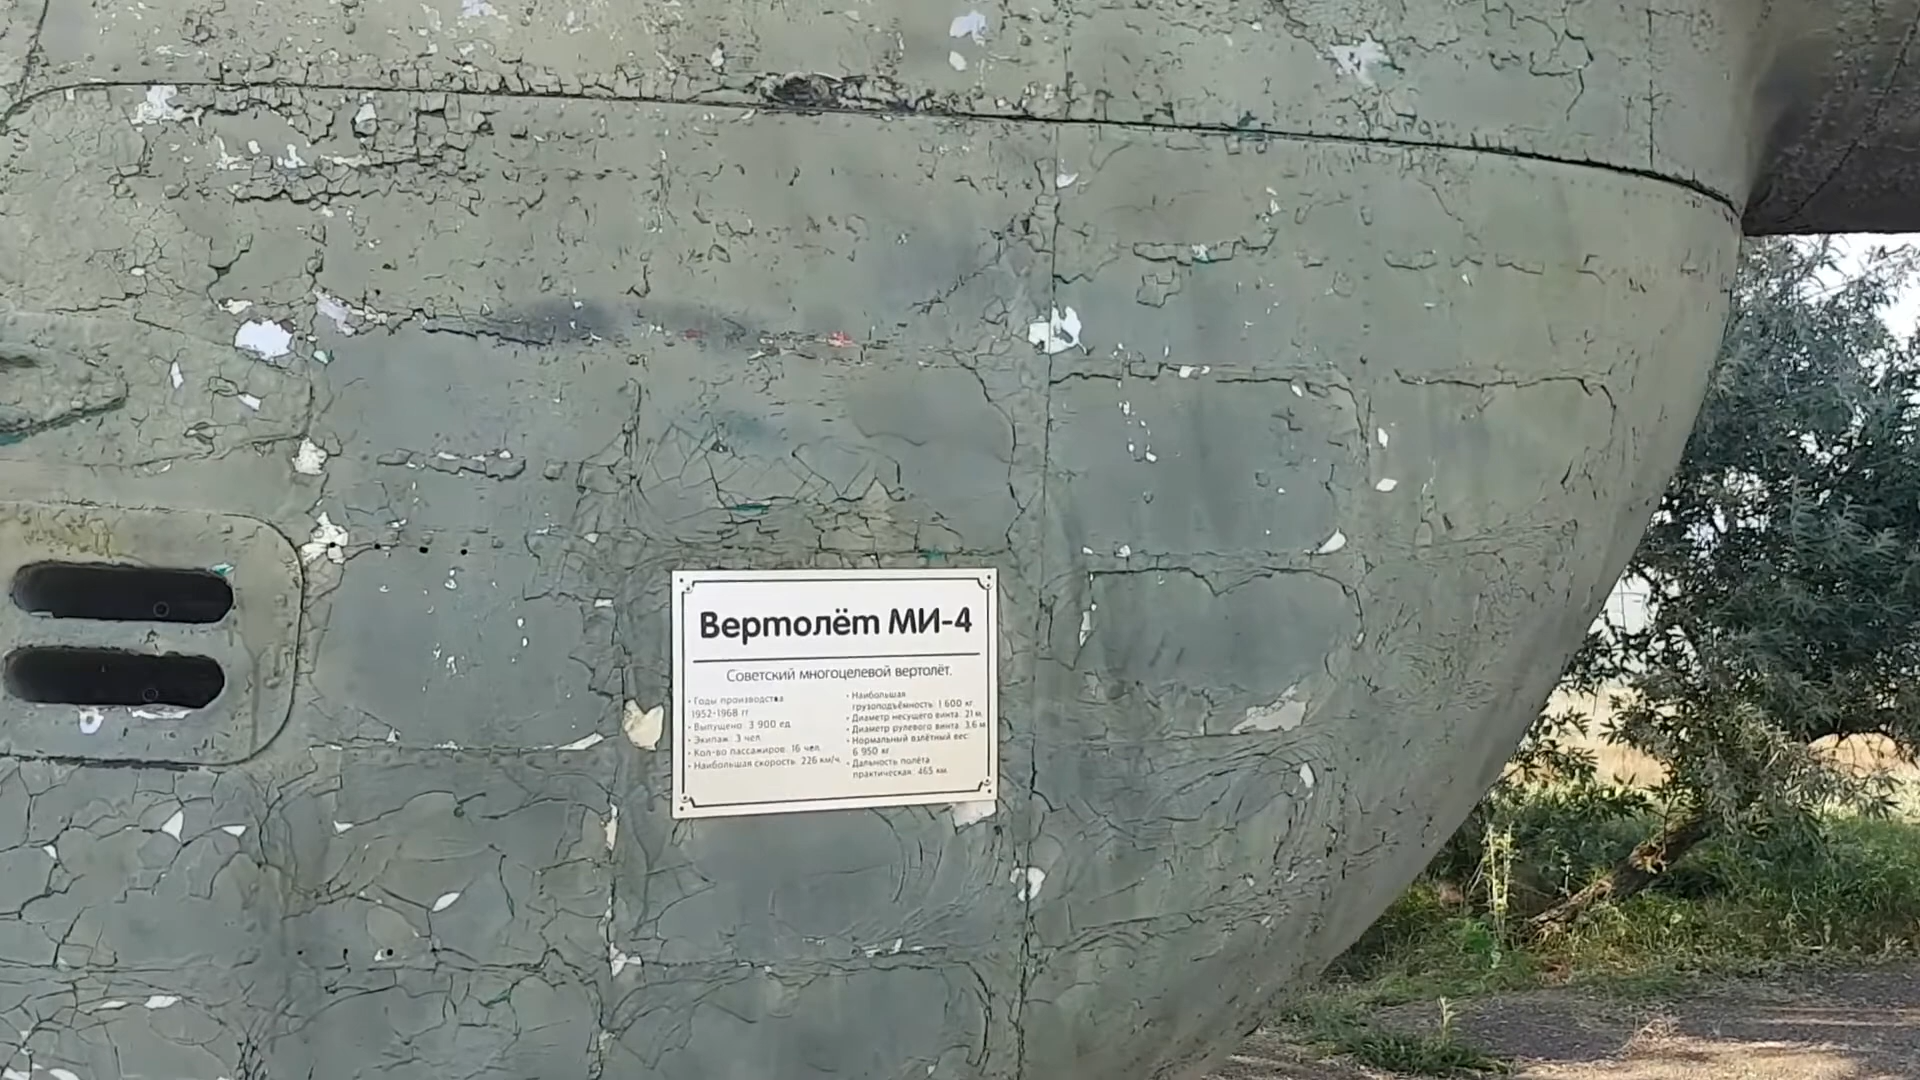 Вертолёт МИ-4
Советский многоцелевой вертолёт.
• Годы производства
1952-1968 гг
• Выпущено: 3 900 ед.
• Экипаж: 3 чел.
• Кол-во пассажиров: 16 чел.
• Наибольшая скорость: 226 км/ч.
• Наибольшая
грузоподъёмность: 1 600 кг.
• Диаметр несущего винта: 21 м.
• Диаметр рулевого винта: 3,6 м
• Нормальный взлётный вес:
6 950 кг
• Дальность полёта
практическая: 465 км.